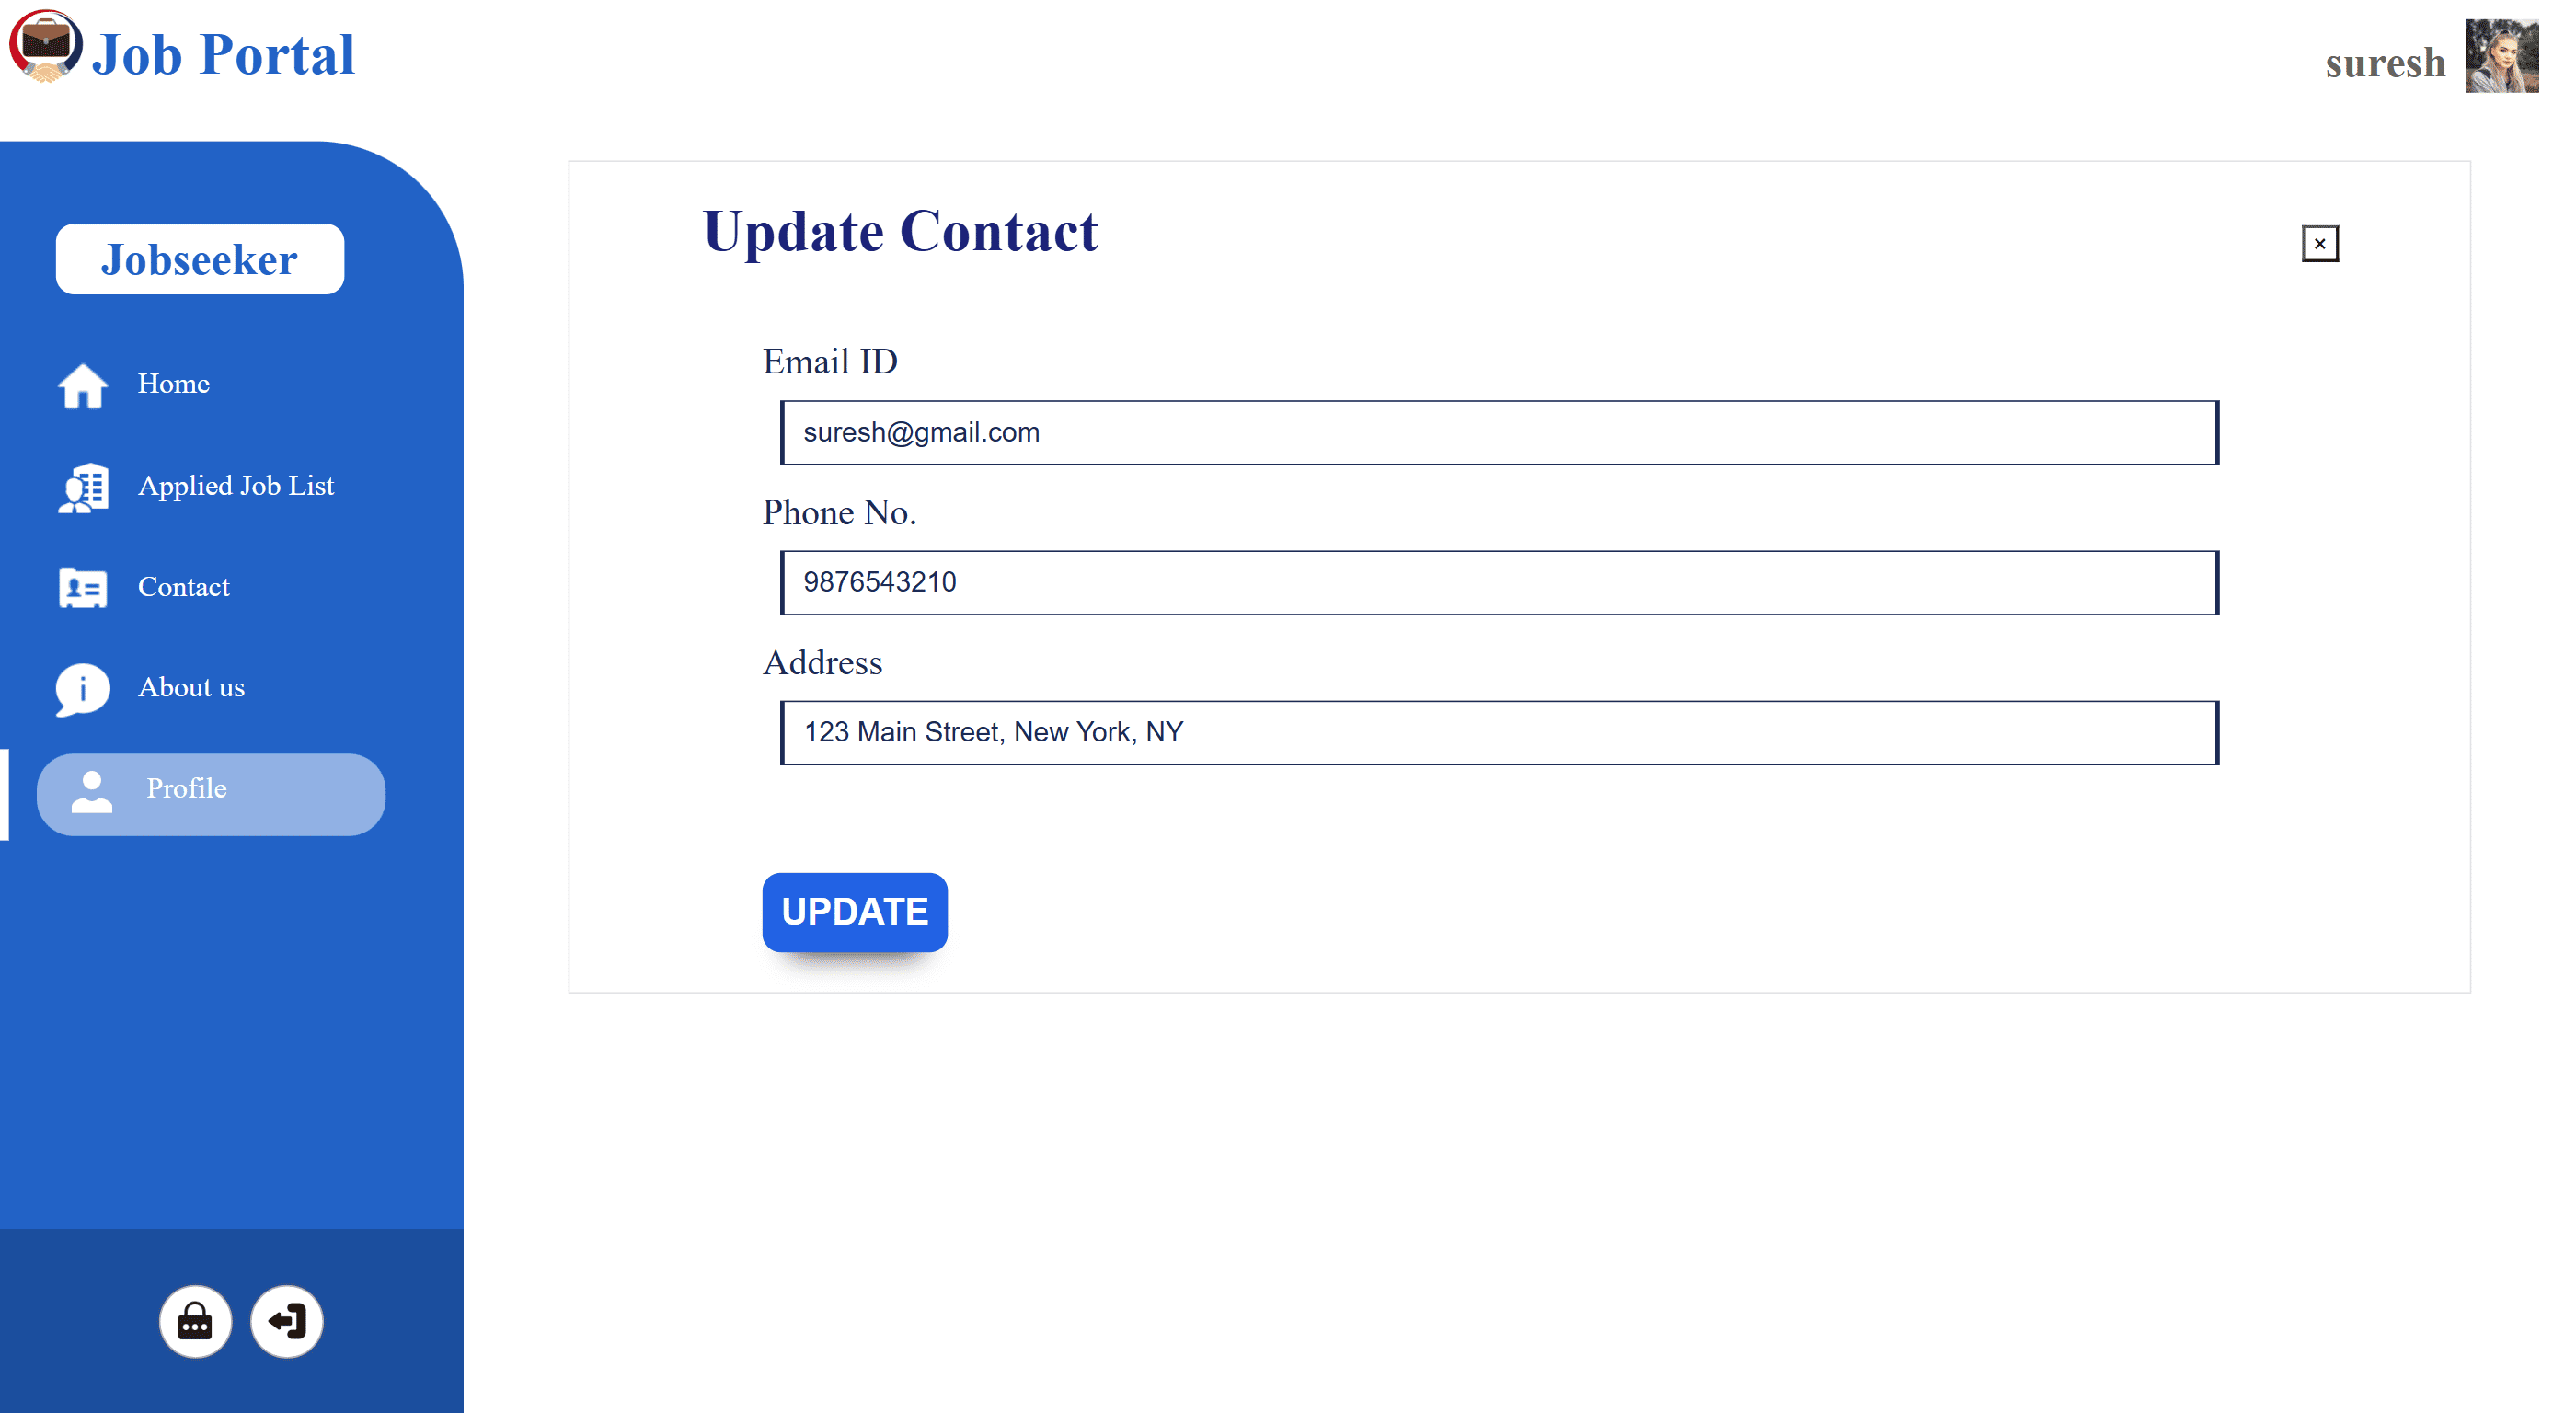 Job Portal
suresh
Jobseeker
Home
Applied Job List
Contact
About us
Profile
Update Contact
×
Email ID
suresh@gmail.com
Phone No.
9876543210
Address
123 Main Street, New York, NY
UPDATE